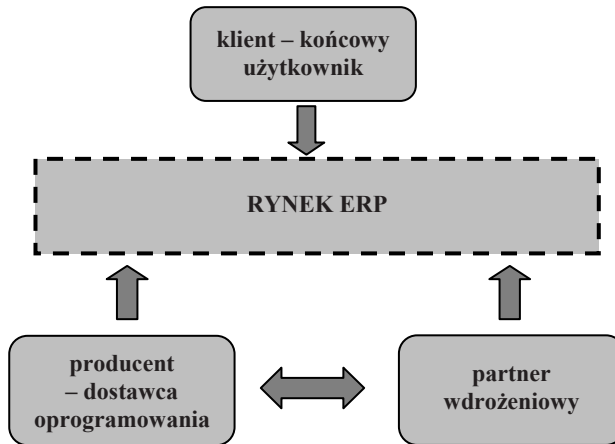 klient – końcowy
użytkownik
RYNEK ERP
producent
– dostawca
oprogramowania
partner
wdrożeniowy